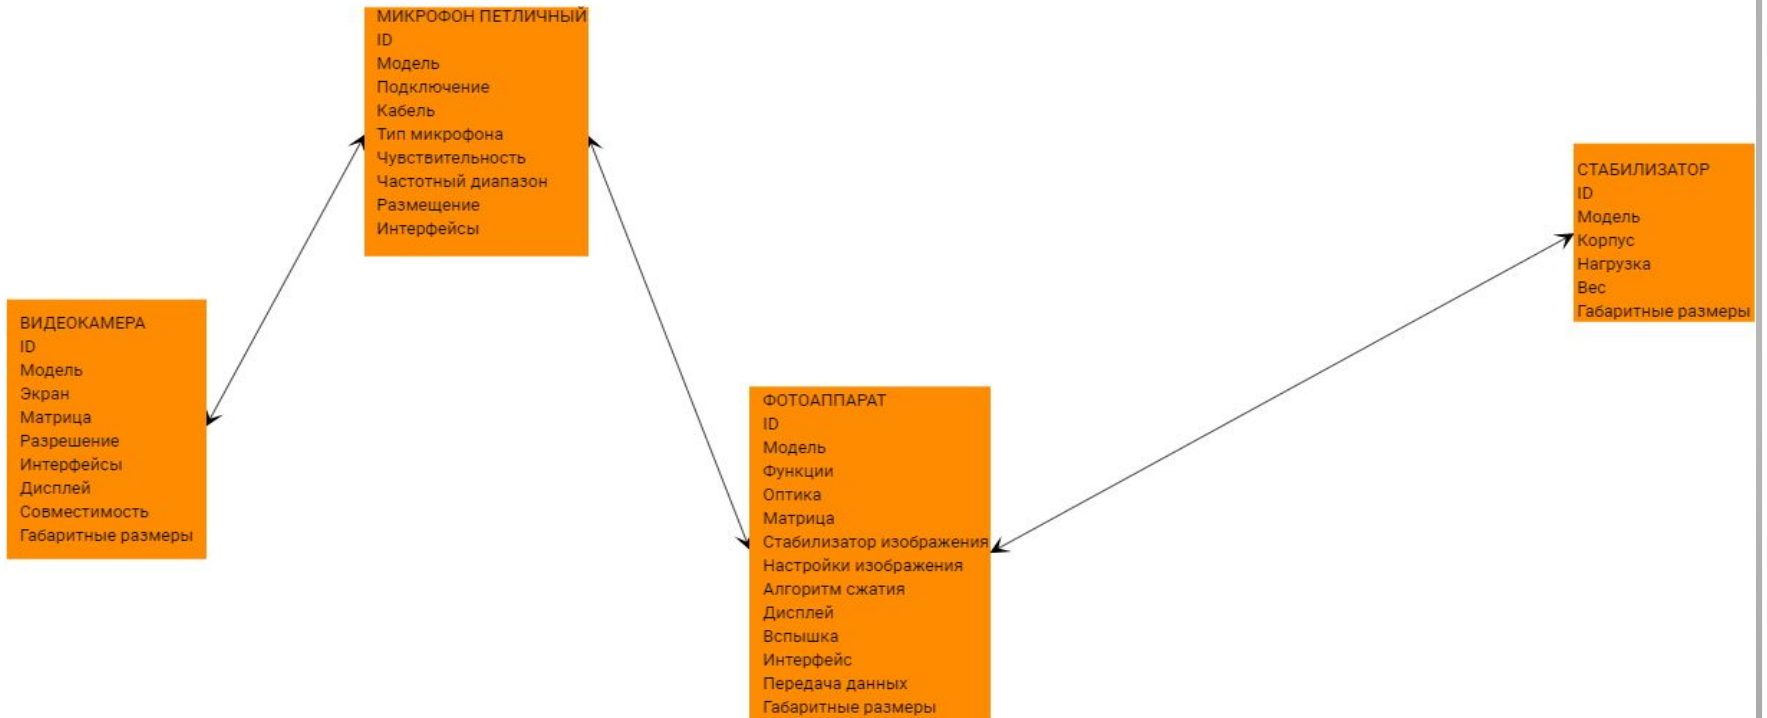 МИКРОФОН ПЕТЛИЧНЫЙ
ID
Модель
Подключение
Кабель
Тип микрофона
Чувствительность
Частотный диапазон
Размещение
Интерфейсы
ВИДЕОКАМЕРА
ID
Модель
Экран
Матрица
Разрешение
Интерфейсы
Дисплей
Совместимость
Габаритные размеры
ФОТОАППАРАТ
ID
Модель
Функции
Оптика
Матрица
Стабилизатор изображения
Настройки изображения
Алгоритм сжатия
Дисплей
Вспышка
Интерфейс
Передача данных
Габаритные размеры
СТАБИЛИЗАТОР
ID
Модель
Корпус
Нагрузка
Вес
Габаритные размеры